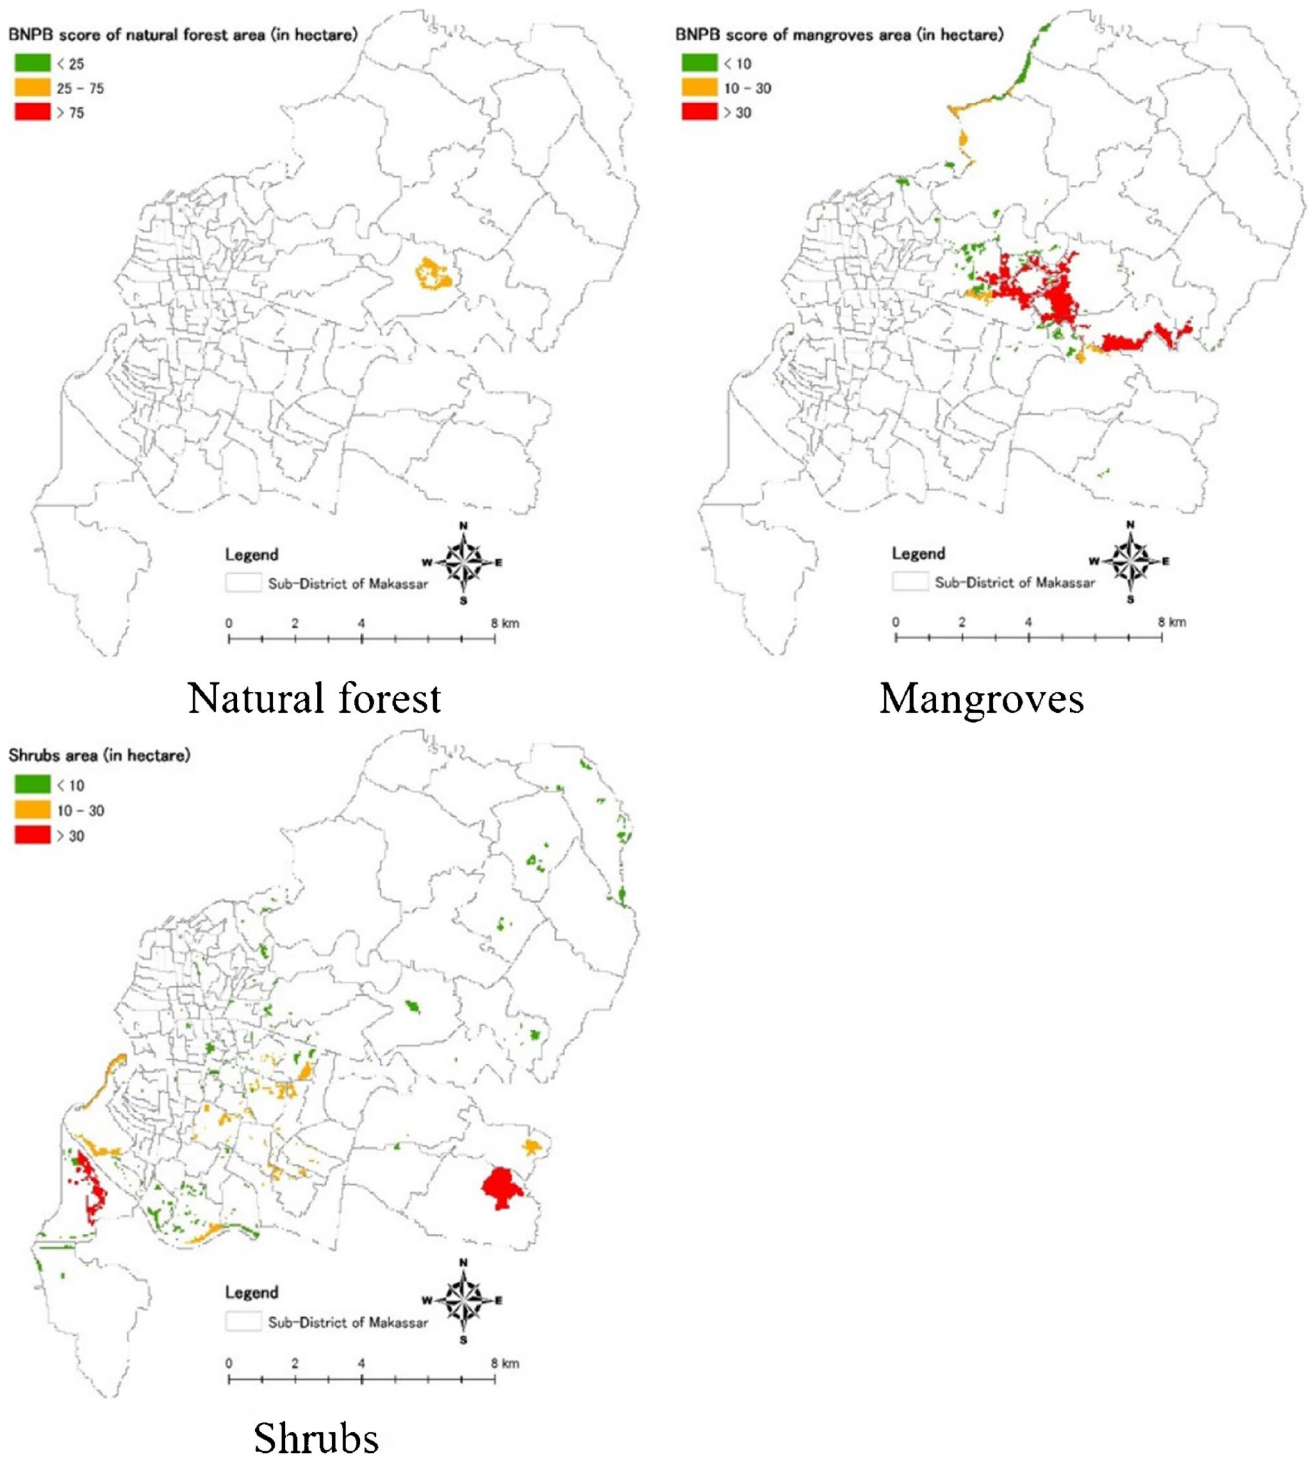 BNPB score of natural forest area (in hectare)
< 25
25 - 75
> 75
N
W E
S
Legend
Sub-District of Makassar
0 2 4 8 km
Natural forest
BNPB score of mangroves area (in hectare)
< 10
10 - 30
> 30
N
W E
S
Legend
Sub-District of Makassar
0 2 4 8 km
Mangroves
Shrubs area (in hectare)
< 10
10 - 30
> 30
N
W E
S
Legend
Sub-District of Makassar
0 2 4 8 km
Shrubs